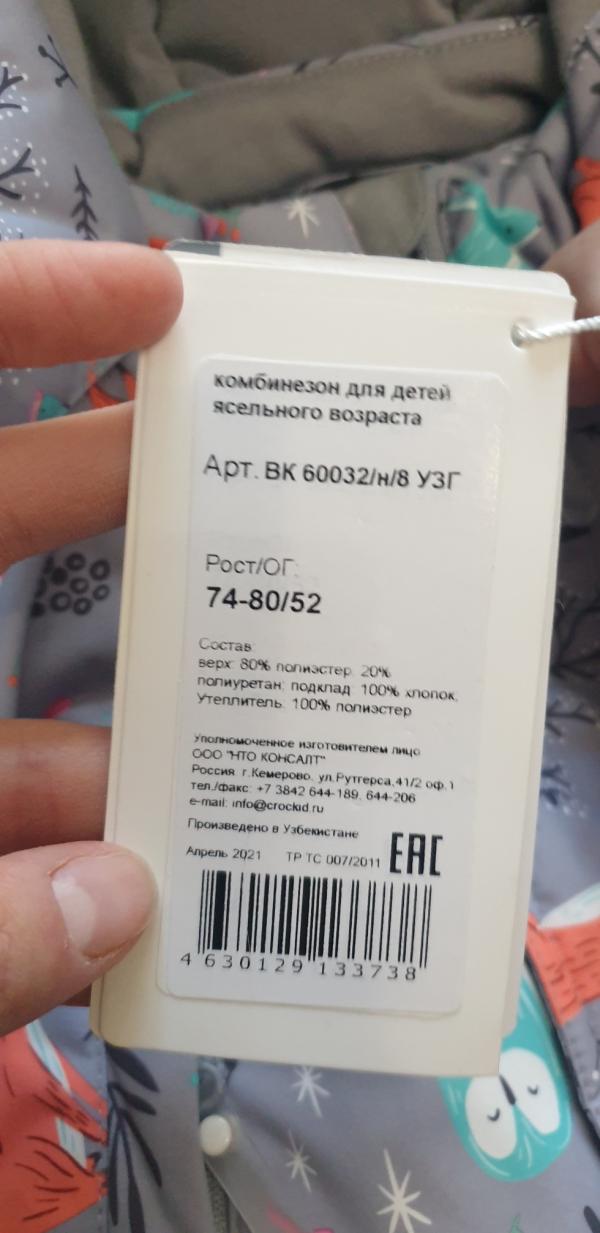 комбинезон для детей
ясельного возраста
Арт. ВК 60032/н/8 УЗГ
Рост/ОГ:
74-80/52
Состав:
верх: 80% полиэстер, 20%
полиуретан; подклад: 100% хлопок;
Утеплитель: 100% полиэстер
Уполномоченное изготовителем лицо
ООО "НТО КОНСАЛТ"
Россия г.Кемерово, ул.Рутгерса,41/2 оф.1
тел./факс: +7 3842 644-189, 644-206
e-mail: info@crockid.ru
Произведено в Узбекистане
Апрель 2021 ТР ТС 007/2011 ЕАС
4 630129 133738